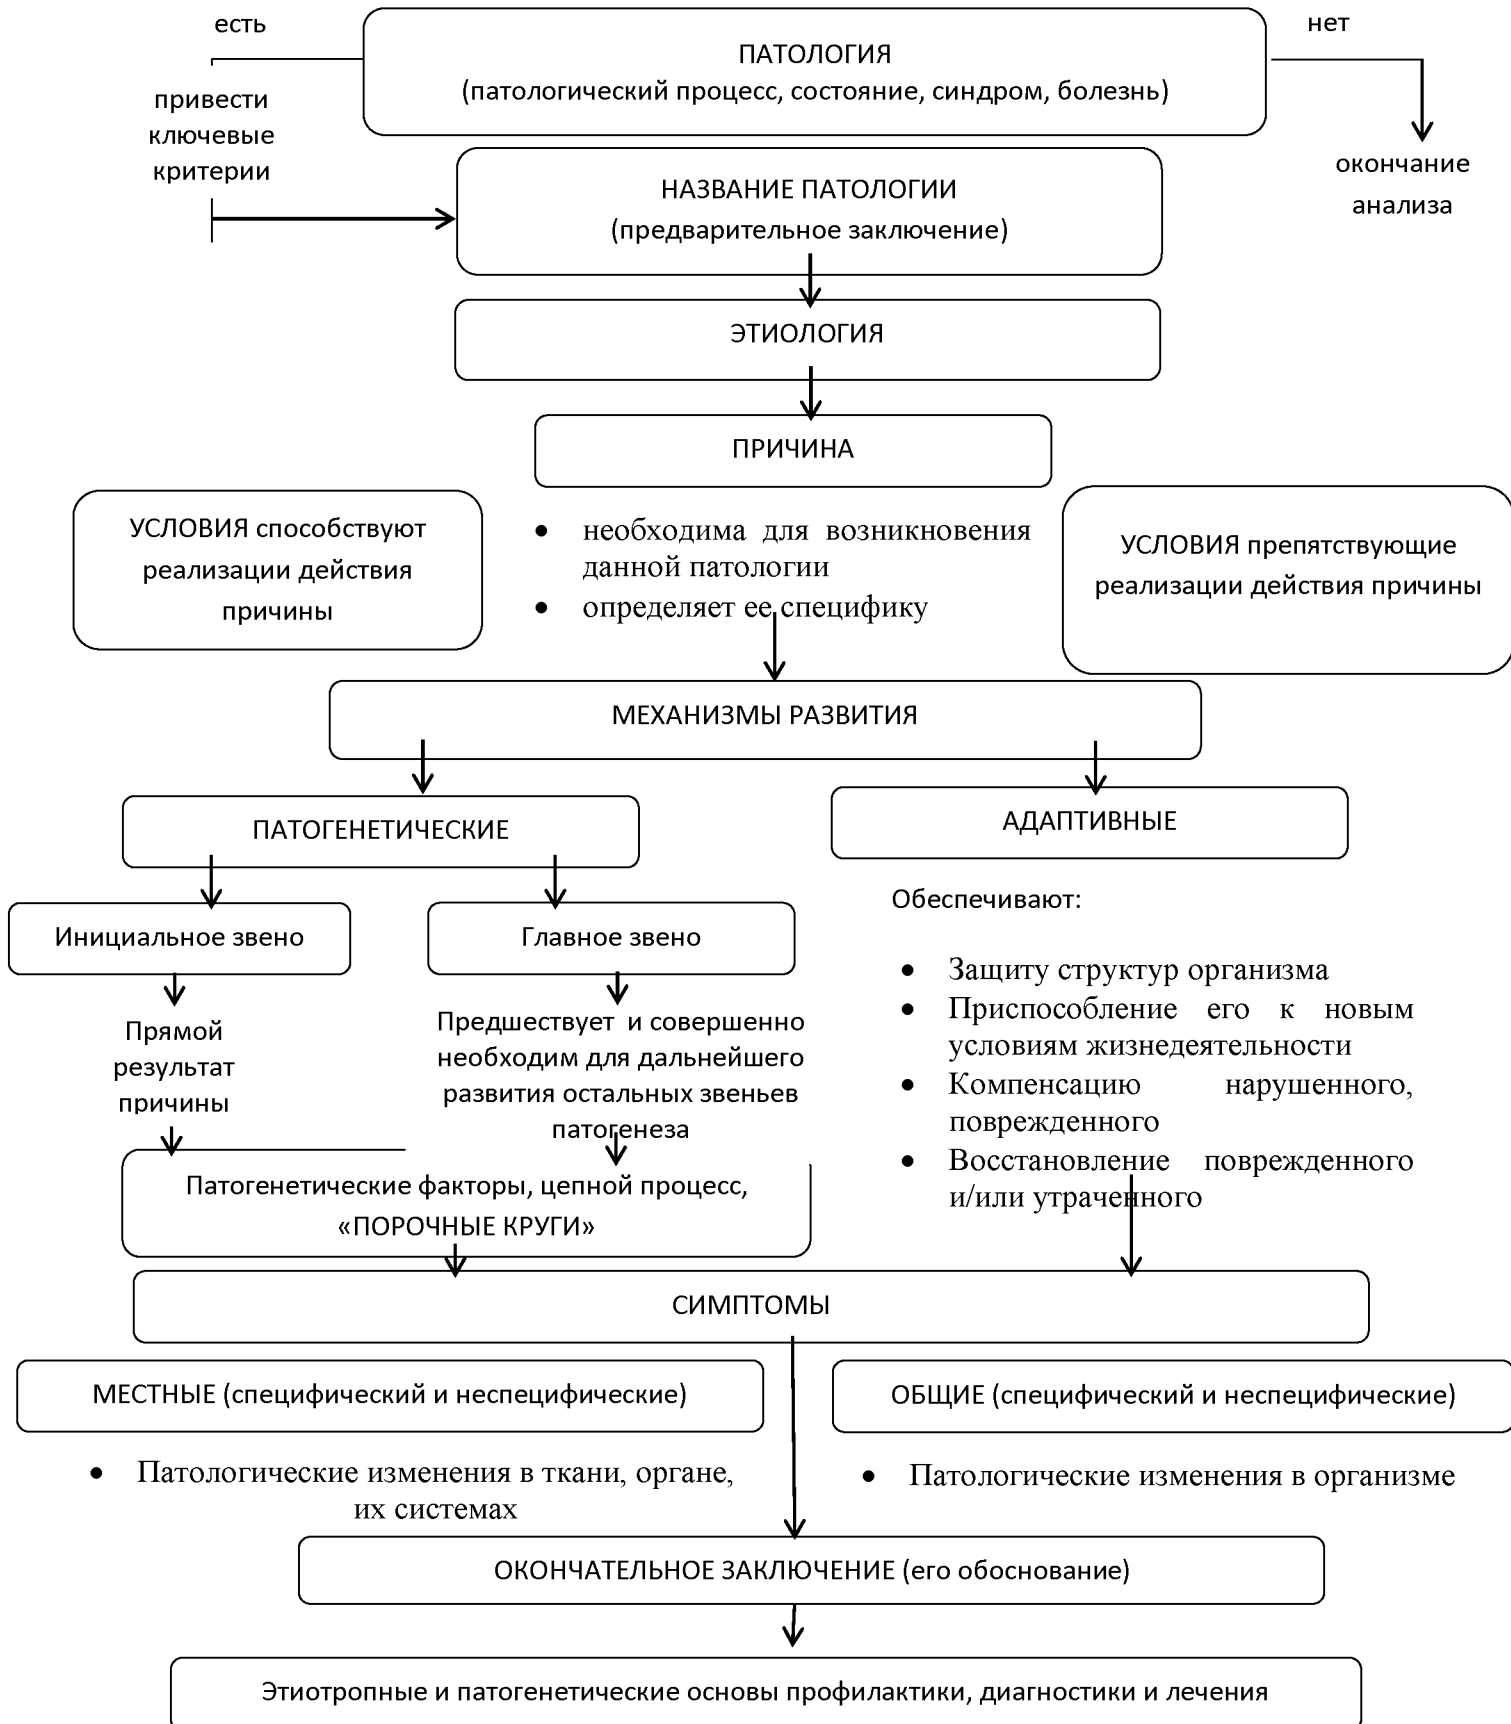 есть
ПАТОЛОГИЯ
(патологический процесс, состояние, синдром, болезнь)
нет
привести
ключевые
критерии
окончание
анализа
НАЗВАНИЕ ПАТОЛОГИИ
(предварительное заключение)
ЭТИОЛОГИЯ
ПРИЧИНА
УСЛОВИЯ способствуют
реализации действия
причины
• необходима для возникновения
данной патологии
• определяет ее специфику
УСЛОВИЯ препятствующие
реализации действия причины
МЕХАНИЗМЫ РАЗВИТИЯ
ПАТОГЕНЕТИЧЕСКИЕ
АДАПТИВНЫЕ
Инициальное звено
Главное звено
Прямой
результат
причины
Предшествует и совершенно
необходим для дальнейшего
развития остальных звеньев
патогенеза
Обеспечивают:
• Защиту структур организма
• Приспособление его к новым
условиям жизнедеятельности
• Компенсацию нарушенного,
поврежденного
• Восстановление поврежденного
и/или утраченного
Патогенетические факторы, цепной процесс,
«ПОРОЧНЫЕ КРУГИ»
СИМПТОМЫ
МЕСТНЫЕ (специфический и неспецифические)
ОБЩИЕ (специфический и неспецифические)
• Патологические изменения в ткани, органе,
их системах
• Патологические изменения в организме
ОКОНЧАТЕЛЬНОЕ ЗАКЛЮЧЕНИЕ (его обоснование)
Этиотропные и патогенетические основы профилактики, диагностики и лечения